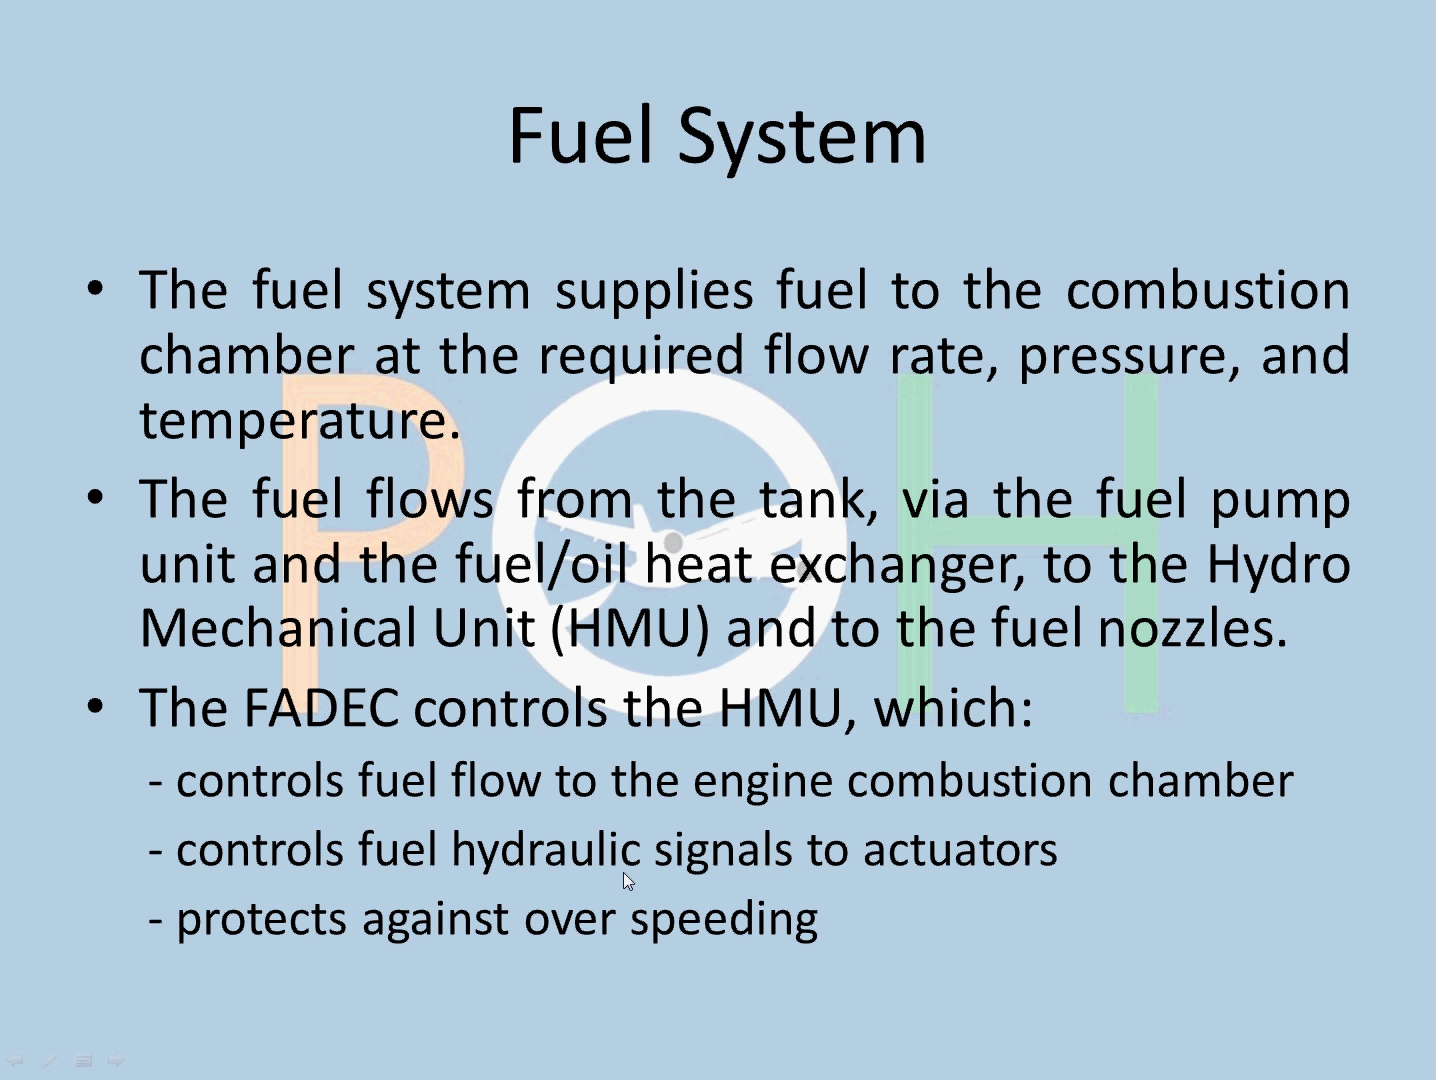 Fuel System
• The fuel system supplies fuel to the combustion
chamber at the required flow rate, pressure, and
temperature.
• The fuel flows from the tank, via the fuel pump
unit and the fuel/oil heat exchanger, to the Hydro
Mechanical Unit (HMU) and to the fuel nozzles.
• The FADEC controls the HMU, which:
- controls fuel flow to the engine combustion chamber
- controls fuel hydraulic signals to actuators
- protects against over speeding
POH